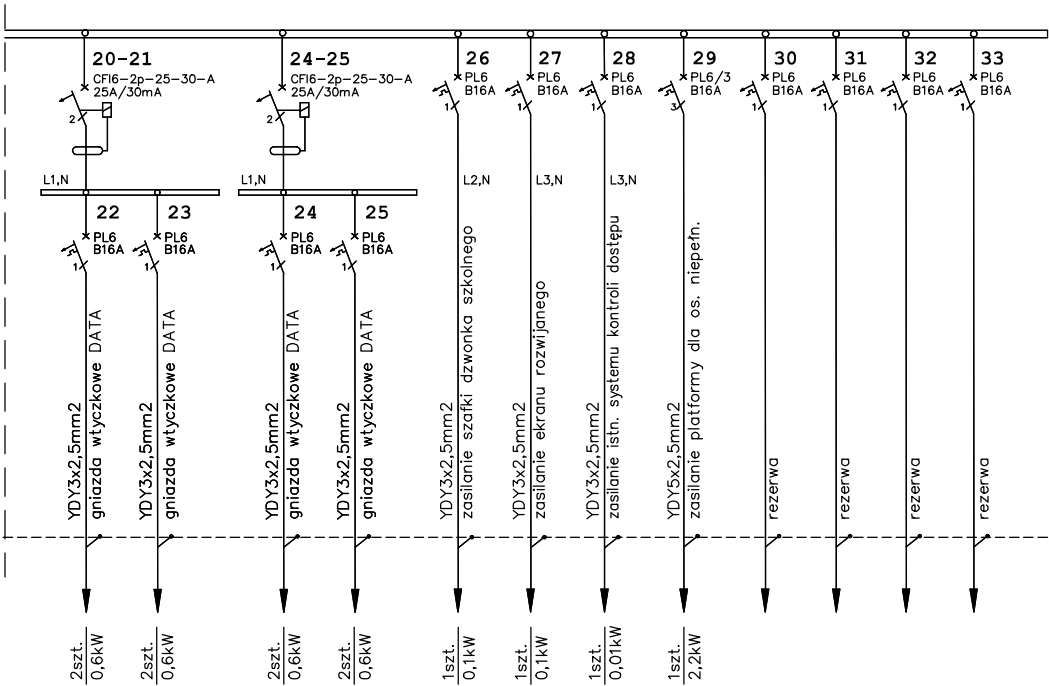 20-21
CFI6-2p-25-30-A
25A/30mA
2
L1,N
22
PL6
B16A
1
YDY3x2,5mm2
gniazda wtyczkowe DATA
2szt.
0,6kW
23
PL6
B16A
1
YDY3x2,5mm2
gniazda wtyczkowe DATA
2szt.
0,6kW
24-25
CFI6-2p-25-30-A
25A/30mA
2
L1,N
24
PL6
B16A
1
YDY3x2,5mm2
gniazda wtyczkowe DATA
2szt.
0,6kW
25
PL6
B16A
1
YDY3x2,5mm2
gniazda wtyczkowe DATA
2szt.
0,6kW
26
PL6
B16A
1
L2,N
YDY3x2,5mm2
zasilanie szafki dzwonka szkolnego
1szt.
0,1kW
27
PL6
B16A
1
L3,N
YDY3x2,5mm2
zasilanie ekranu rozwijanego
1szt.
0,1kW
28
PL6
B16A
1
L3,N
YDY3x2,5mm2
zasilanie istn. systemu kontroli dostępu
1szt.
0,01kW
29
PL6/3
B16A
3
YDY5x2,5mm2
zasilanie platformy dla os. niepełn.
1szt.
2,2kW
30
PL6
B16A
1
rezerwa
31
PL6
B16A
1
rezerwa
32
PL6
B16A
1
rezerwa
33
PL6
B16A
1
rezerwa